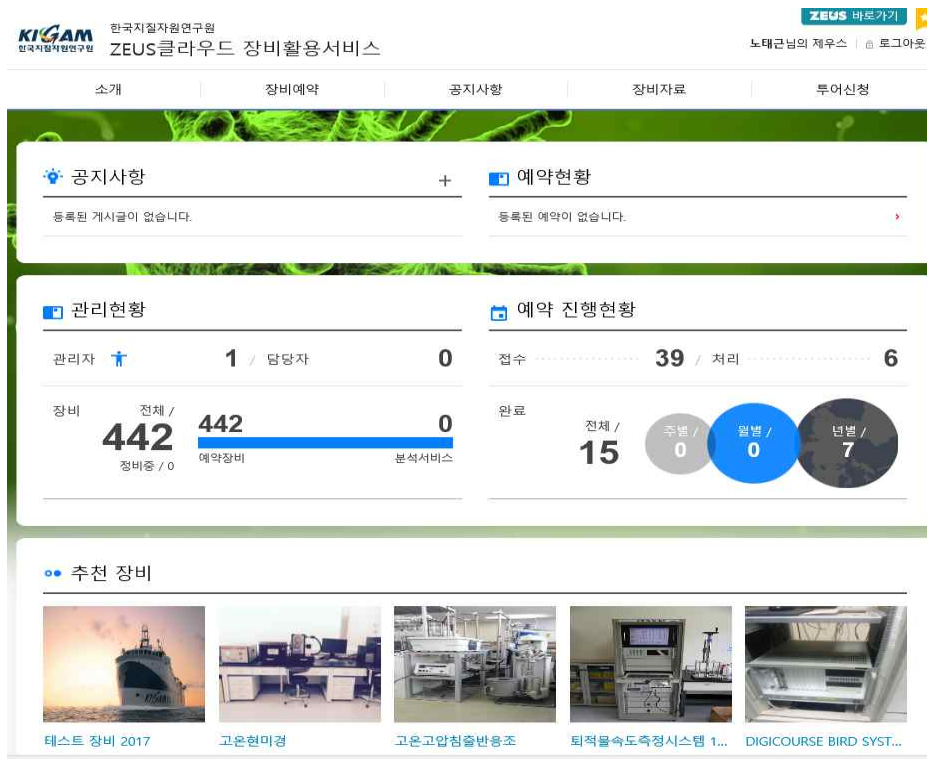 KIGAM
한국지질자원연구원
한국지질자원연구원
ZEUS클라우드 장비활용서비스
ZEUS 바로가기
노태근님의 제우스
로그아웃
소개
장비예약
공지사항
장비자료
투어신청
공지사항
+
등록된 게시글이 없습니다.
예약현황
등록된 예약이 없습니다.
관리현황
관리자 1 / 담당자 0
장비
전체 /
442
정비중 / 0
442 0
예약장비 분석서비스
예약 진행현황
접수 39 / 처리 6
완료
전체 /
15
주별 /
0
월별 /
0
년별 /
7
추천 장비
KIGAM
테스트 장비 2017
고온현미경
고온고압침출반응조
퇴적물속도측정시스템 1...
DIGICOURSE BIRD SYST...